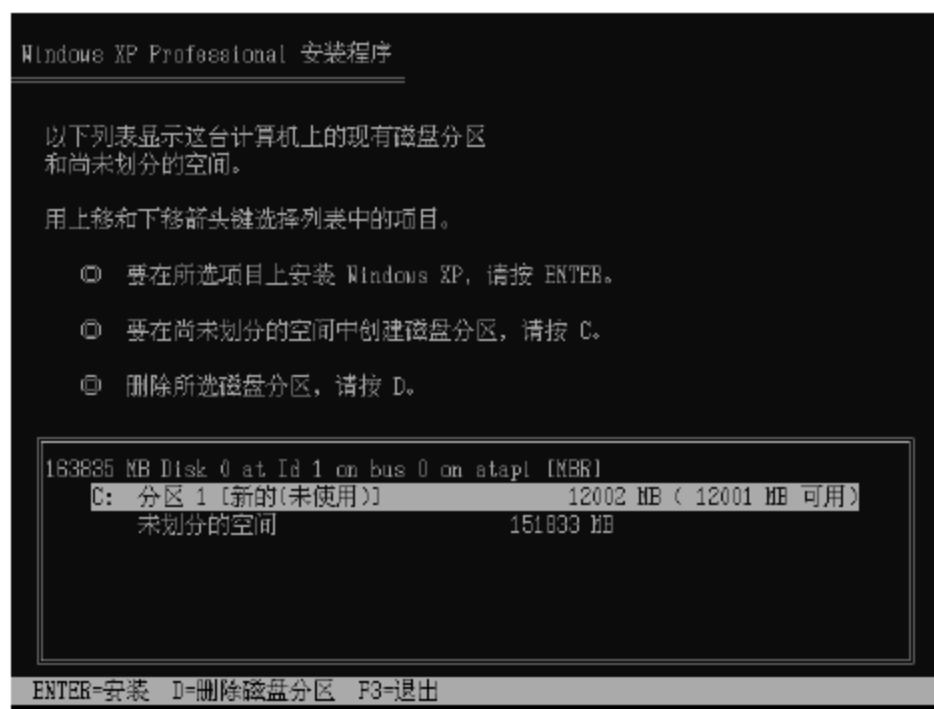 Windows XP Professional 安装程序
以下列表显示这台计算机上的现有磁盘分区
和尚未划分的空间。
用上移和下移箭头键选择列表中的项目。
◎ 要在所选项目上安装 Windows XP, 请按 ENTER。
◎ 要在尚未划分的空间中创建磁盘分区, 请按 C。
◎ 删除所选磁盘分区, 请按 D。
163835 MB Disk 0 at Id 1 on bus 0 on atapi [MBR]
C: 分区 1 [新的(未使用)] 12002 MB ( 12001 MB 可用)
未划分的空间 151833 MB
ENTER=安装 D=删除磁盘分区 F3=退出